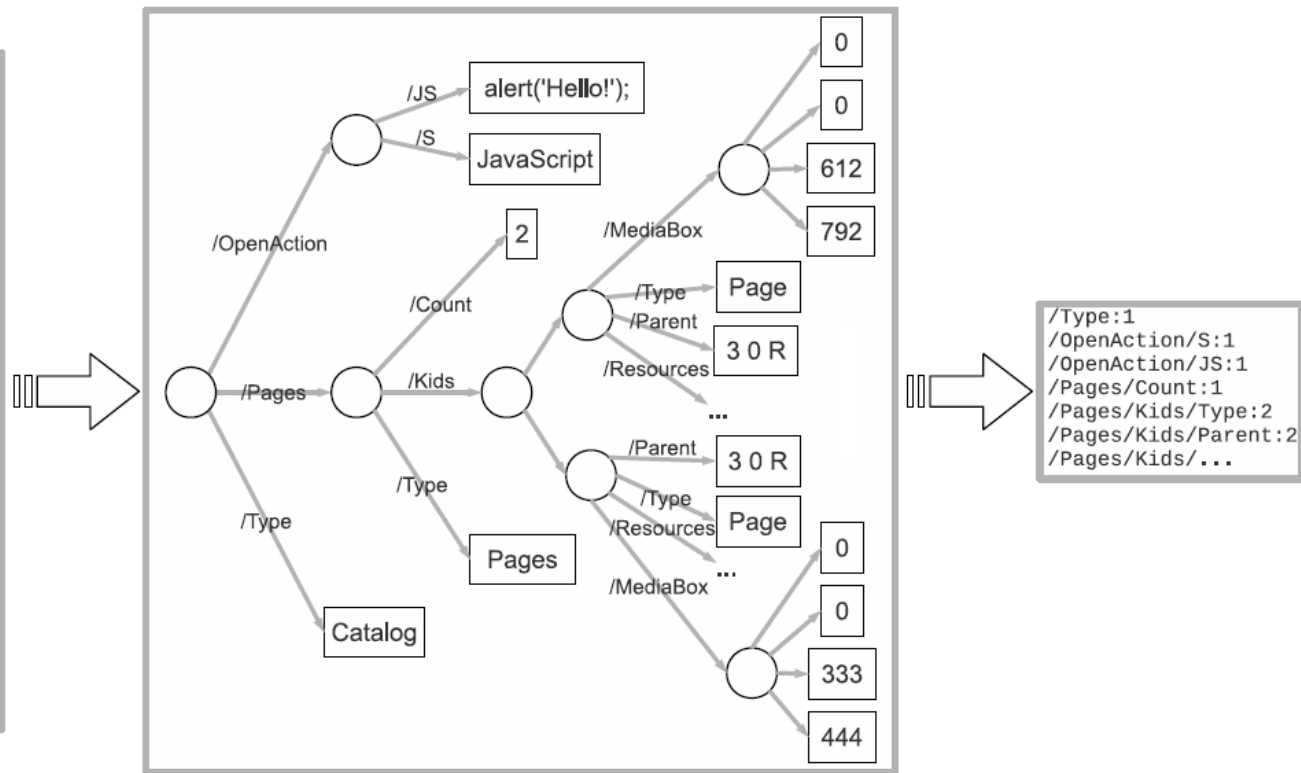 0
0
612
792
alert('Hello!');
/JS
/S
JavaScript
/OpenAction
/MediaBox
2
/Count
/Type
Page
/Parent
3 0 R
/Resources
...
/Pages
/Kids
/Parent
3 0 R
/Type
Page
/Resources
...
/MediaBox
0
0
333
444
/Type
Pages
/Type
Catalog
/Type:1
/OpenAction/S:1
/OpenAction/JS:1
/Pages/Count:1
/Pages/Kids/Type:2
/Pages/Kids/Parent:2
/Pages/Kids/...